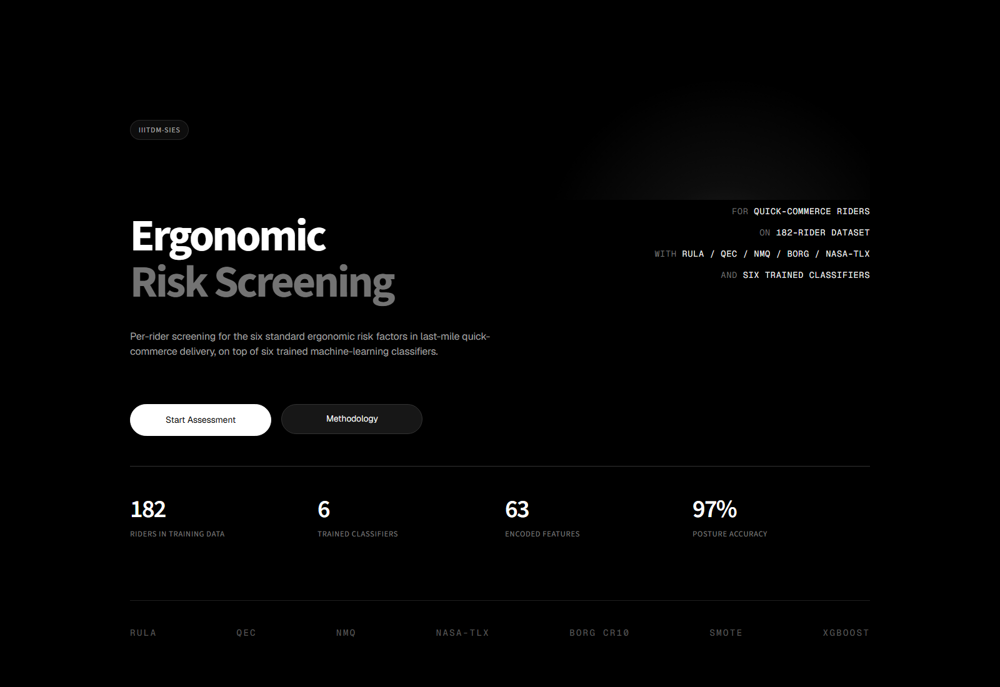 IIITDM-SIES
Ergonomic
Risk Screening
FOR QUICK-COMMERCE RIDERS
ON 182-RIDER DATASET
WITH RULA / QEC / NMQ / BORG / NASA-TLX
AND SIX TRAINED CLASSIFIERS
Per-rider screening for the six standard ergonomic risk factors in last-mile quick-
commerce delivery, on top of six trained machine-learning classifiers.
Start Assessment
Methodology
182
RIDERS IN TRAINING DATA
6
TRAINED CLASSIFIERS
63
ENCODED FEATURES
97%
POSTURE ACCURACY
RULA
QEC
NMQ
NASA-TLX
BORG CR10
SMOTE
XGBOOST